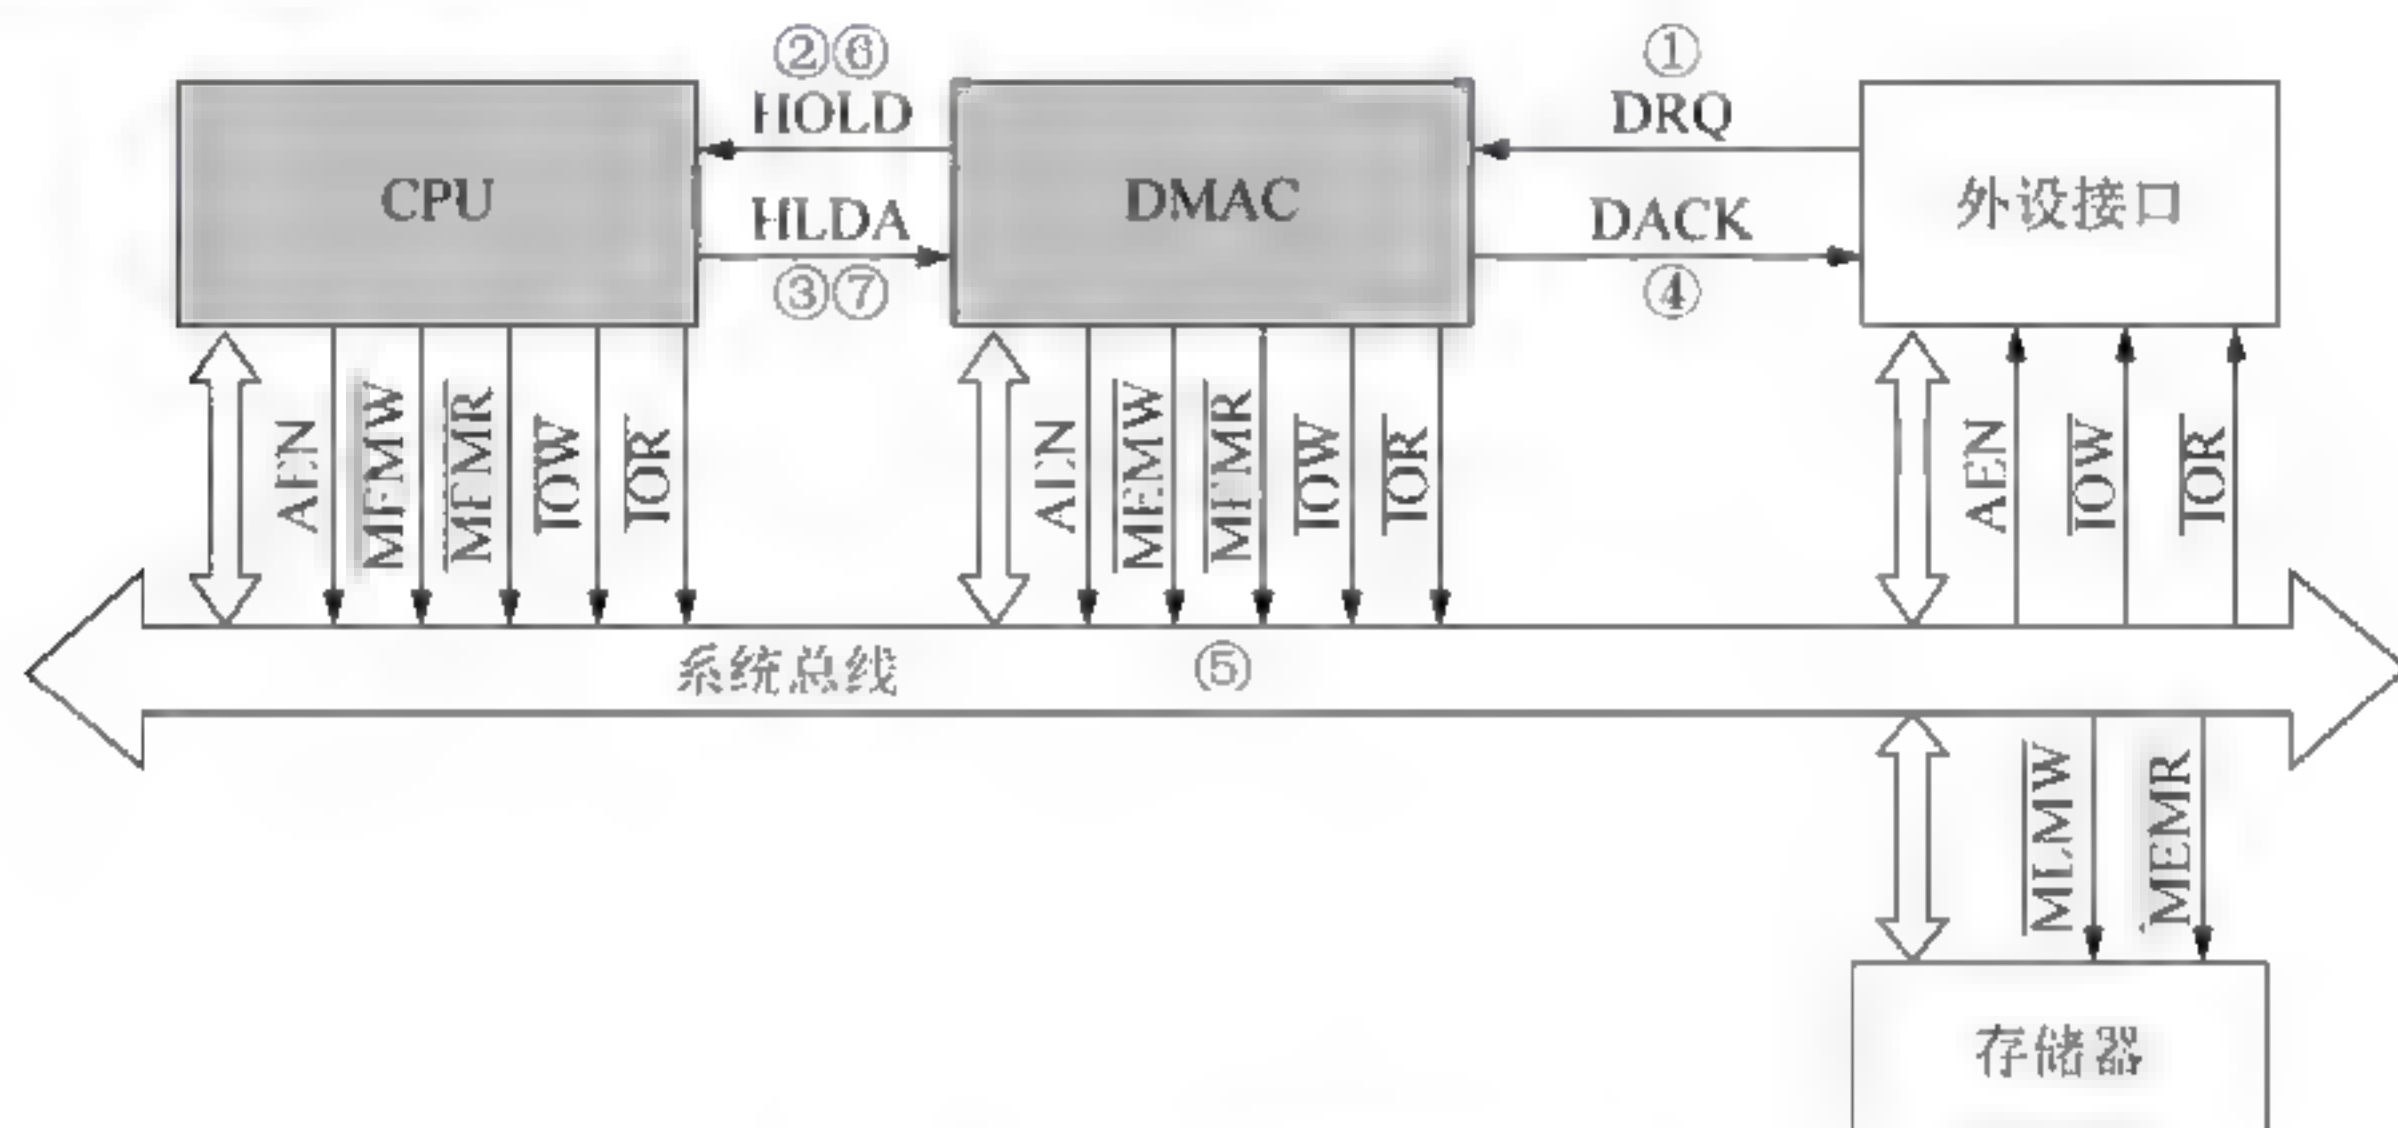 ②⑥
①
HOLD
DRQ
CPU
DMAC
外设接口
HLDA
DACK
③⑦
④
AEN
MEMW
MEMR
IOW
IOR
AEN
MEMW
MEMR
IOW
IOR
AEN
IOW
IOR
系统总线
⑤
MEMW
MEMR
存储器